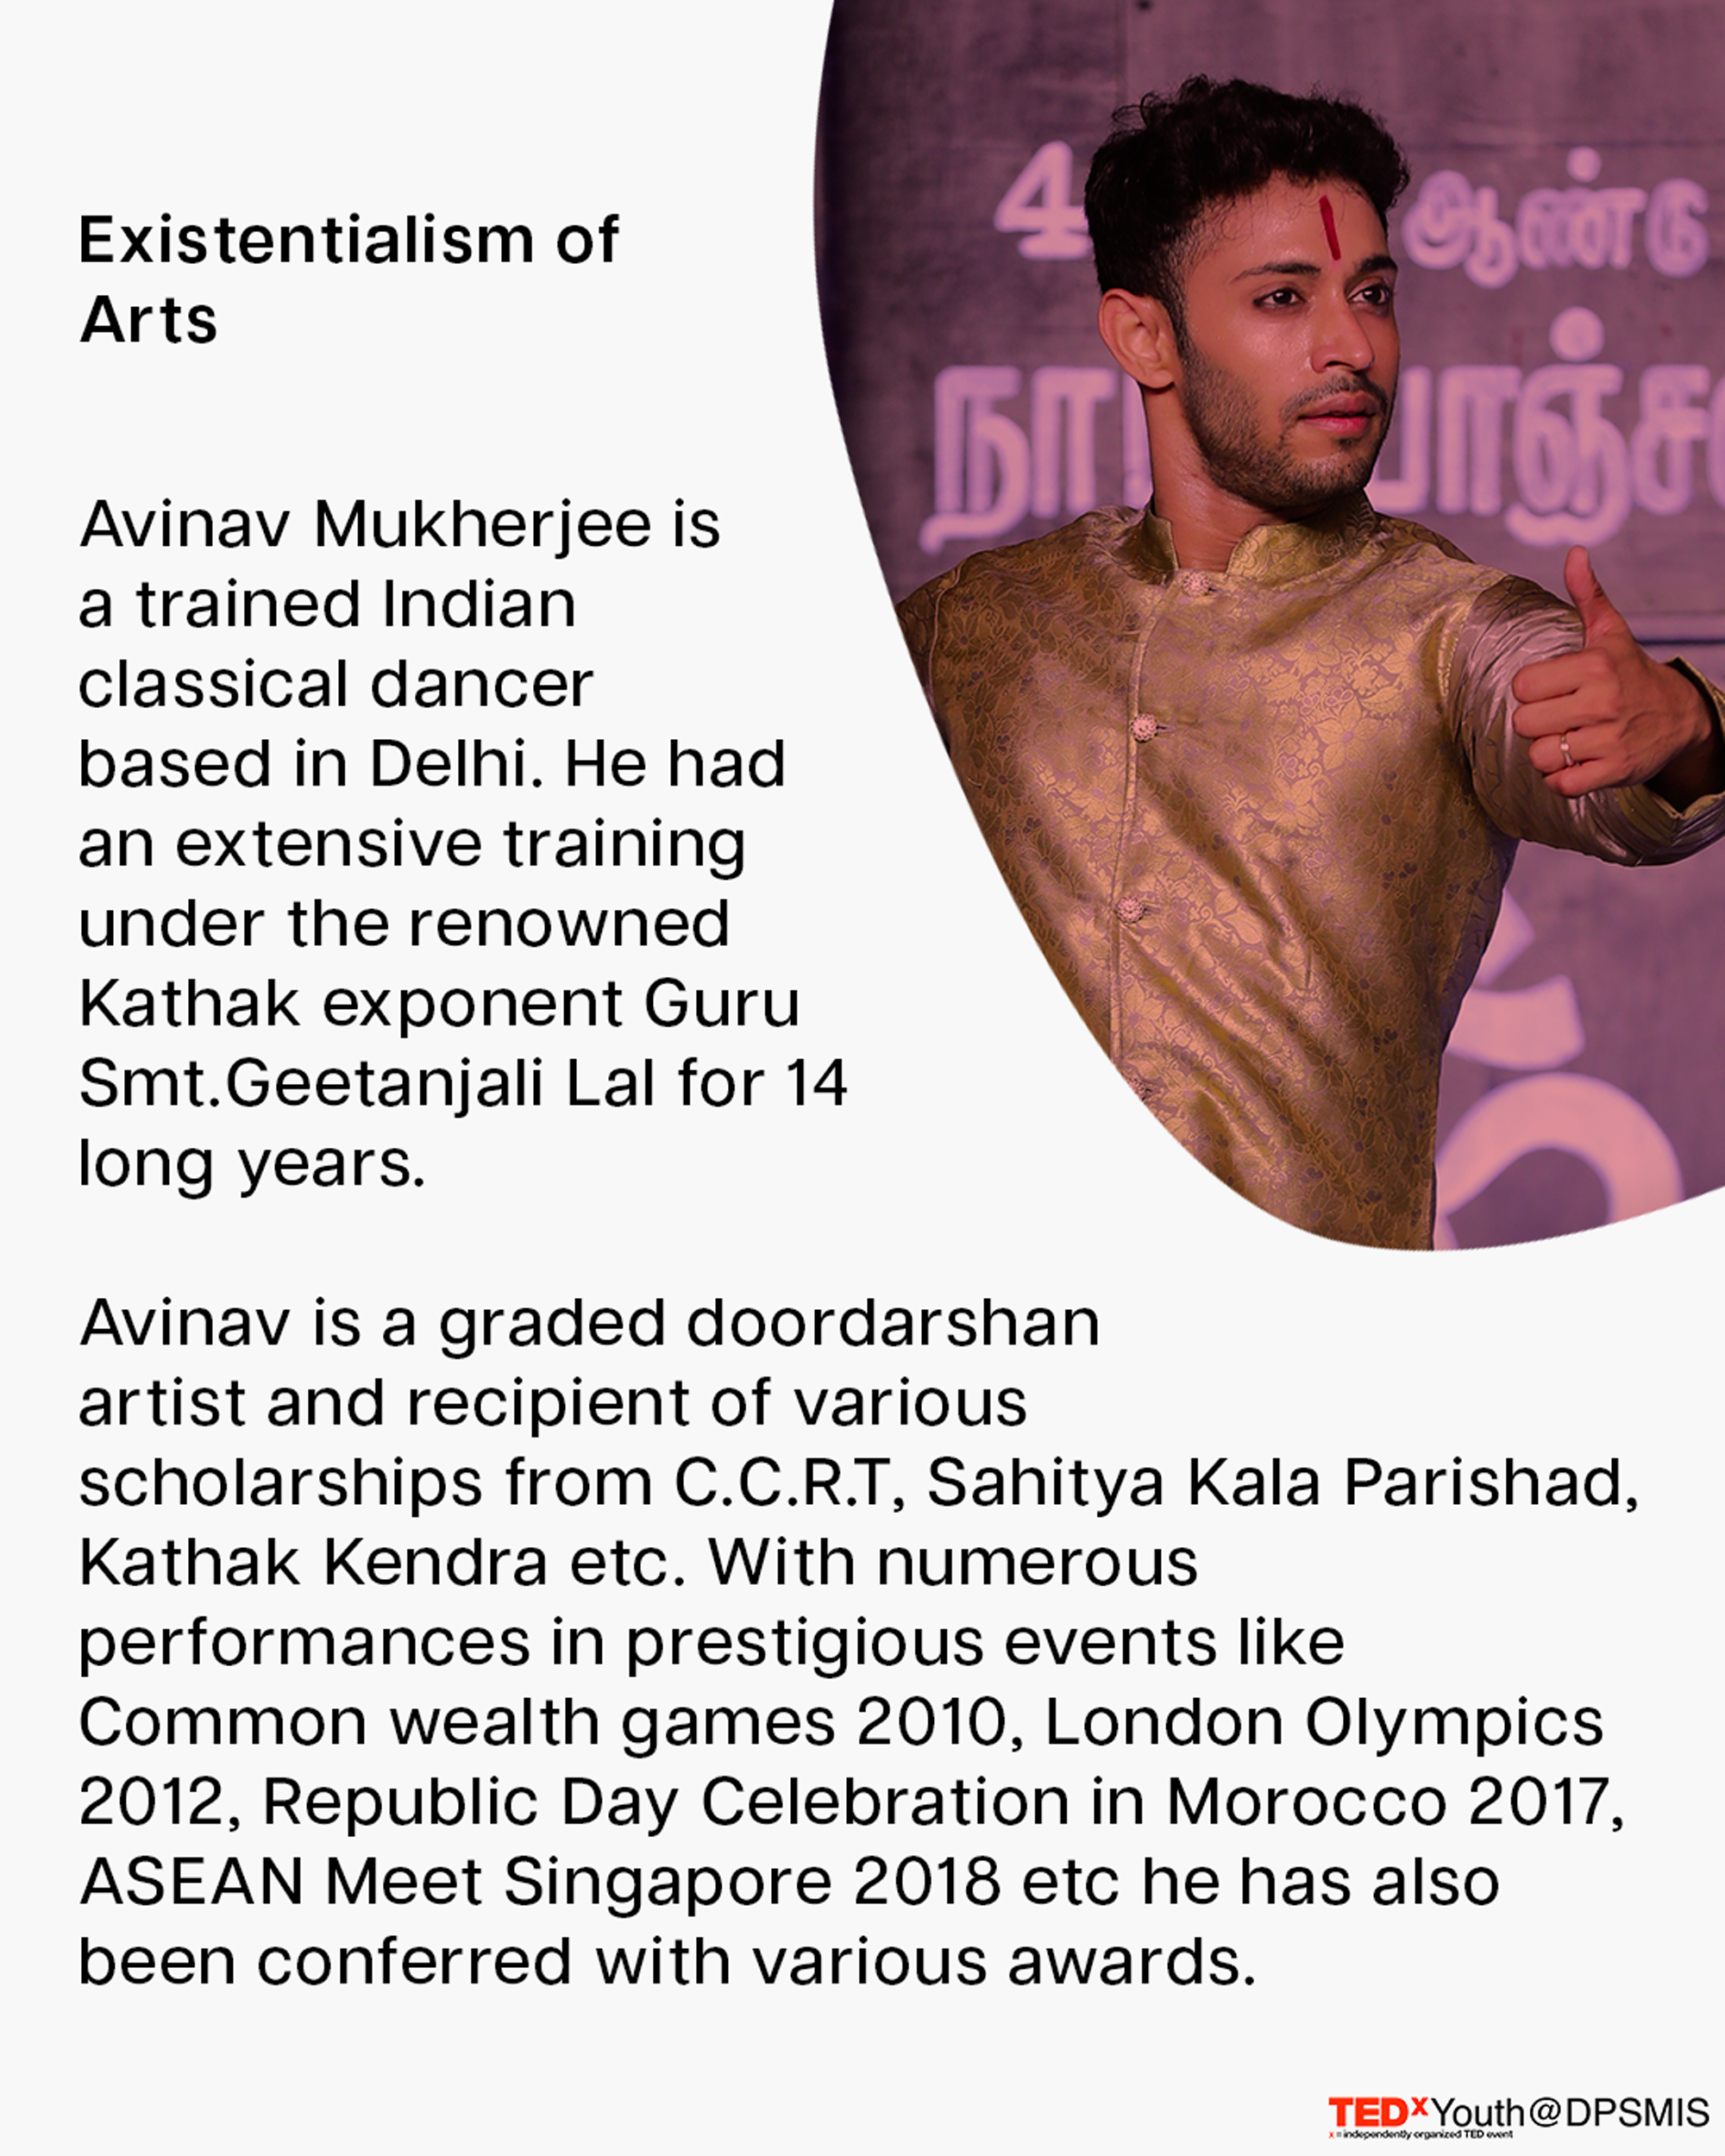 Existentialism of
Arts
4
ஆண்டு
நா
பாஞ்ச
Avinav Mukherjee is
a trained Indian
classical dancer
based in Delhi. He had
an extensive training
under the renowned
Kathak exponent Guru
Smt.Geetanjali Lal for 14
long years.
Avinav is a graded doordarshan
artist and recipient of various
scholarships from C.C.R.T, Sahitya Kala Parishad,
Kathak Kendra etc. With numerous
performances in prestigious events like
Common wealth games 2010, London Olympics
2012, Republic Day Celebration in Morocco 2017,
ASEAN Meet Singapore 2018 etc he has also
been conferred with various awards.
TEDxYouth@DPSMIS
x = independently organized TED event